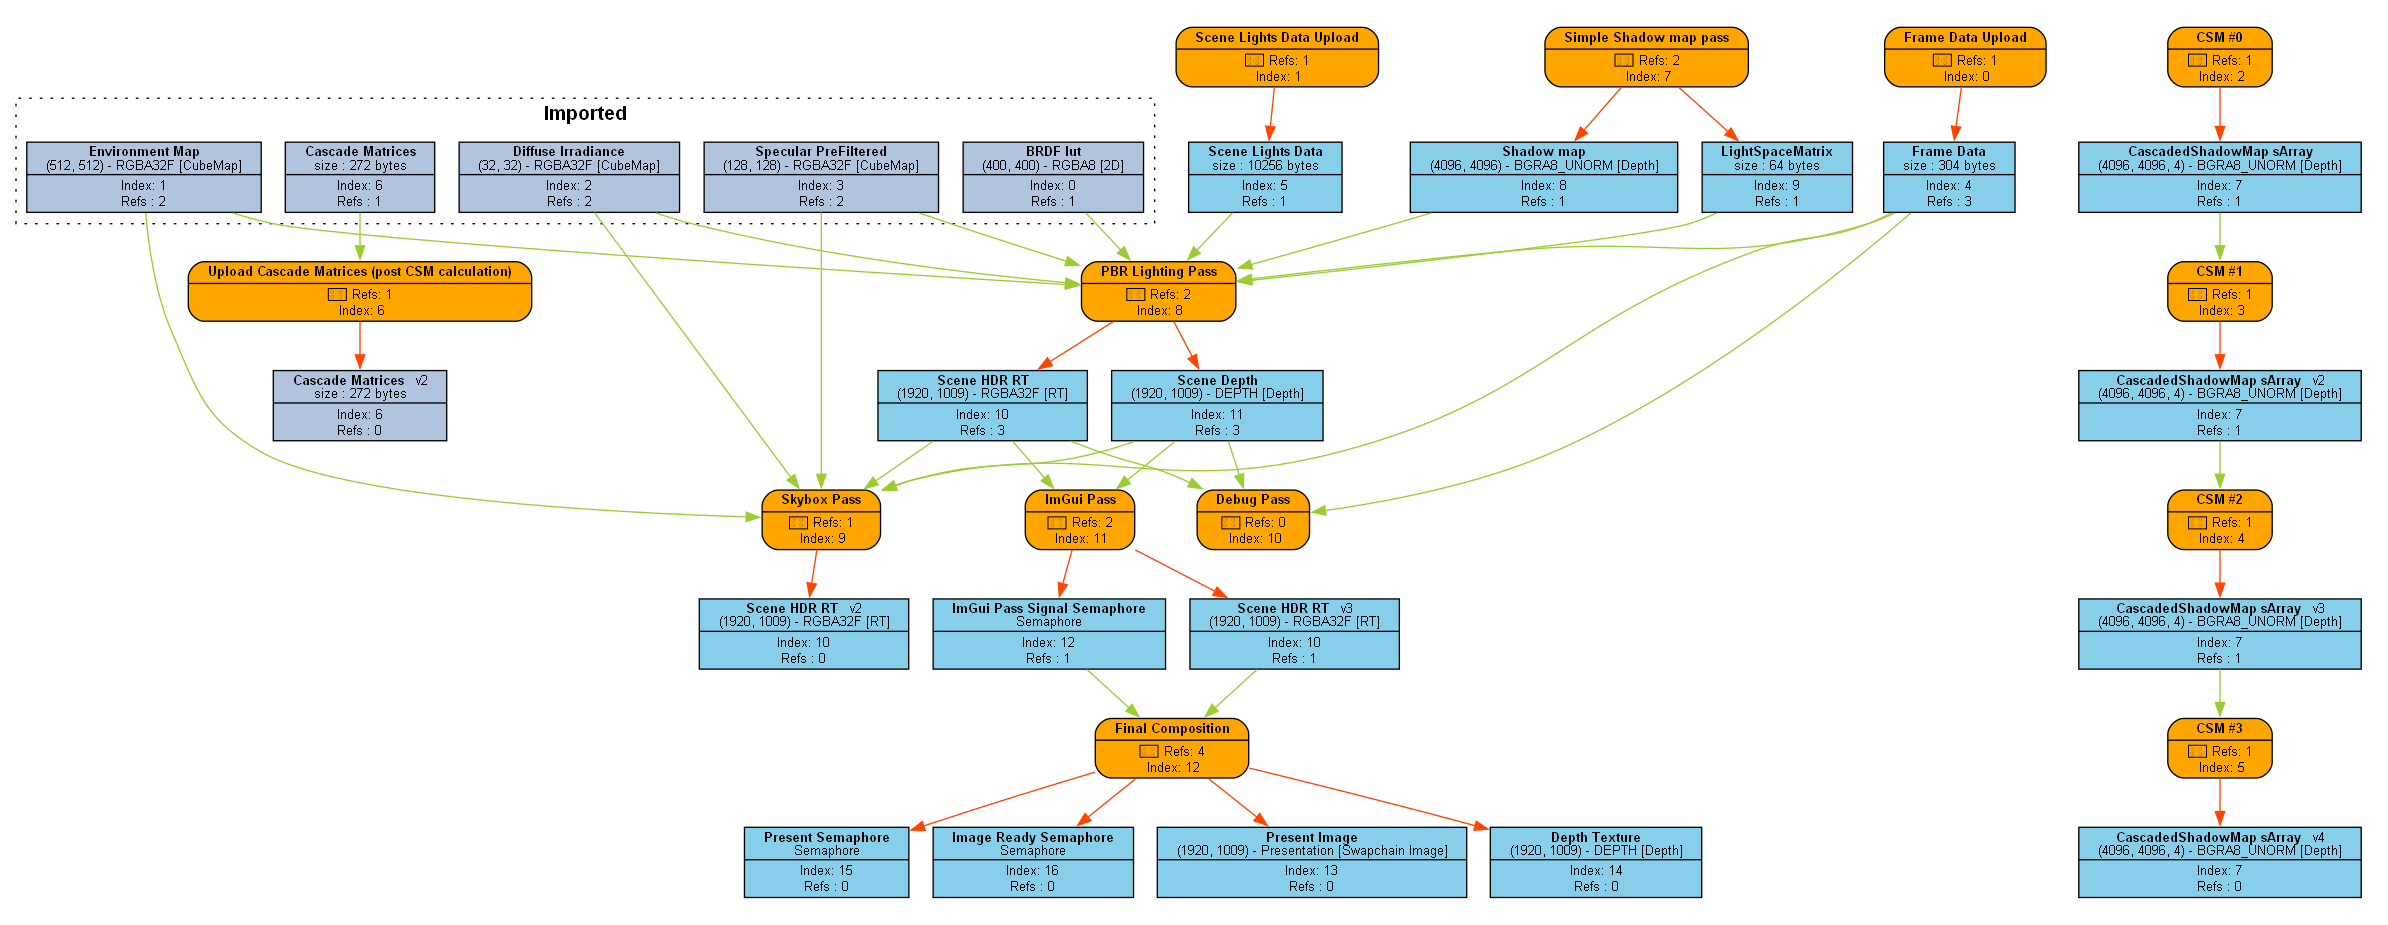 Scene Lights Data Upload
Refs: 1
Index: 1
Simple Shadow map pass
Refs: 2
Index: 7
Frame Data Upload
Refs: 1
Index: 0
CSM #0
Refs: 1
Index: 2
Imported
Environment Map
(512, 512) - RGBA32F [CubeMap]
Index: 1
Refs : 2
Cascade Matrices
size : 272 bytes
Index: 6
Refs : 1
Diffuse Irradiance
(32, 32) - RGBA32F [CubeMap]
Index: 2
Refs : 2
Specular PreFiltered
(128, 128) - RGBA32F [CubeMap]
Index: 3
Refs : 2
BRDF lut
(400, 400) - RGBA8 [2D]
Index: 0
Refs : 1
Scene Lights Data
size : 10256 bytes
Index: 5
Refs : 1
Shadow map
(4096, 4096) - BGRA8_UNORM [Depth]
Index: 8
Refs : 1
LightSpaceMatrix
size : 64 bytes
Index: 9
Refs : 1
Frame Data
size : 304 bytes
Index: 4
Refs : 3
CascadedShadowMap sArray
(4096, 4096, 4) - BGRA8_UNORM [Depth]
Index: 7
Refs : 1
Upload Cascade Matrices (post CSM calculation)
Refs: 1
Index: 6
PBR Lighting Pass
Refs: 2
Index: 8
CSM #1
Refs: 1
Index: 3
Cascade Matrices v2
size : 272 bytes
Index: 6
Refs : 0
Scene HDR RT
(1920, 1009) - RGBA32F [RT]
Index: 10
Refs : 3
Scene Depth
(1920, 1009) - DEPTH [Depth]
Index: 11
Refs : 3
CascadedShadowMap sArray v2
(4096, 4096, 4) - BGRA8_UNORM [Depth]
Index: 7
Refs : 1
Skybox Pass
Refs: 1
Index: 9
ImGui Pass
Refs: 2
Index: 11
Debug Pass
Refs: 0
Index: 10
CSM #2
Refs: 1
Index: 4
Scene HDR RT v2
(1920, 1009) - RGBA32F [RT]
Index: 10
Refs : 0
ImGui Pass Signal Semaphore
Semaphore
Index: 12
Refs : 1
Scene HDR RT v3
(1920, 1009) - RGBA32F [RT]
Index: 10
Refs : 1
CascadedShadowMap sArray v3
(4096, 4096, 4) - BGRA8_UNORM [Depth]
Index: 7
Refs : 1
Final Composition
Refs: 4
Index: 12
CSM #3
Refs: 1
Index: 5
Present Semaphore
Semaphore
Index: 15
Refs : 0
Image Ready Semaphore
Semaphore
Index: 16
Refs : 0
Present Image
(1920, 1009) - Presentation [Swapchain Image]
Index: 13
Refs : 0
Depth Texture
(1920, 1009) - DEPTH [Depth]
Index: 14
Refs : 0
CascadedShadowMap sArray v4
(4096, 4096, 4) - BGRA8_UNORM [Depth]
Index: 7
Refs : 0